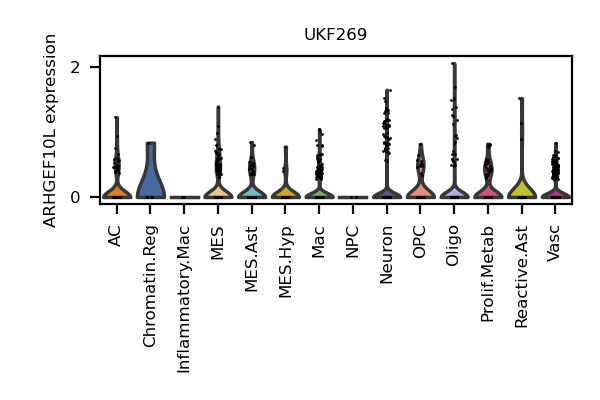 UKF269
ARHGEF10L expression
2
0
AC
Chromatin.Reg
Inflammatory.Mac
MES
MES.Ast
MES.Hyp
Mac
NPC
Neuron
OPC
Oligo
Prolif.Metab
Reactive.Ast
Vasc